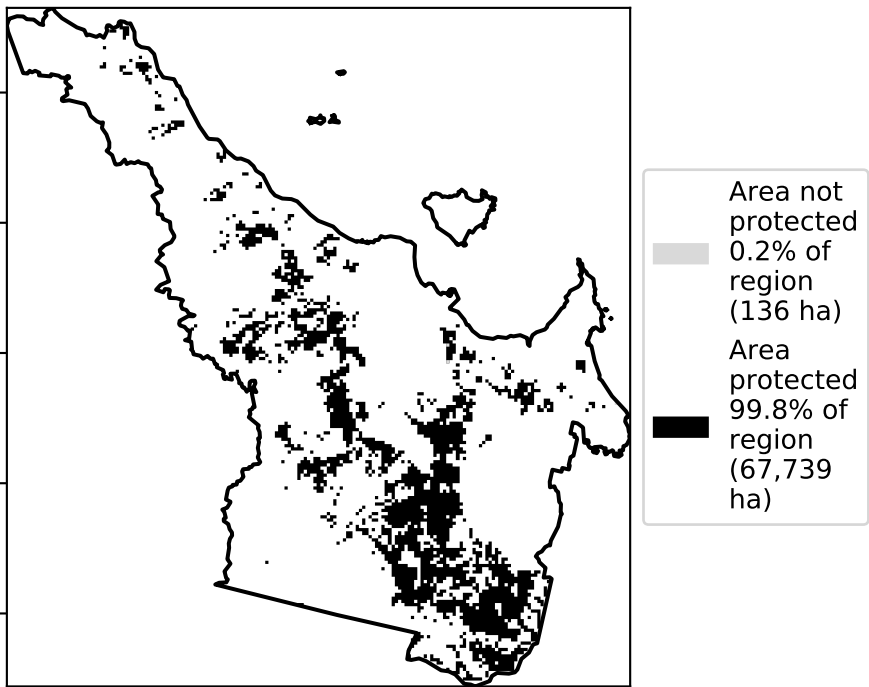 Area not
protected
0.2% of
region
(136 ha)
Area
protected
99.8% of
region
(67,739
ha)